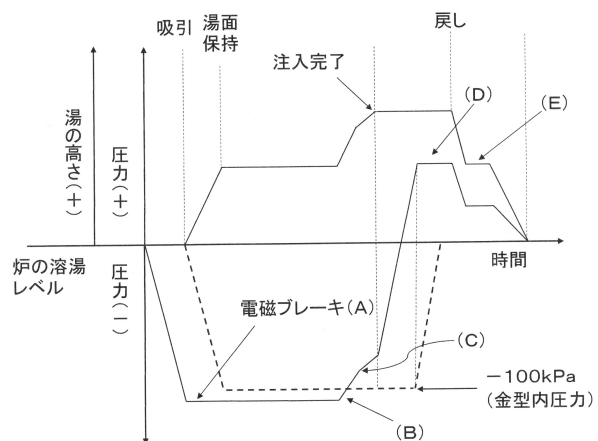 吸引
湯面
保持
戻し
注入完了
(D)
(E)
湯の高さ(+)
圧力(+)
時間
炉の溶湯
レベル
圧力(−)
電磁ブレーキ(A)
(C)
−100kPa
(金型内圧力)
(B)